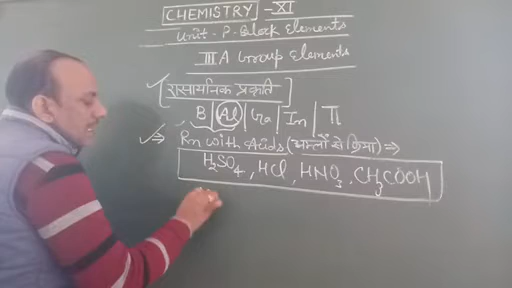 CHEMISTRY - XI
Unit - P-Block Elements
III A Group Elements
रासायनिक प्रकृति
B | Al | Ga | In | Tl
Rn with Acids (अम्लों से क्रिया) ⇒
H₂SO₄, HCl, HNO₃, CH₃COOH